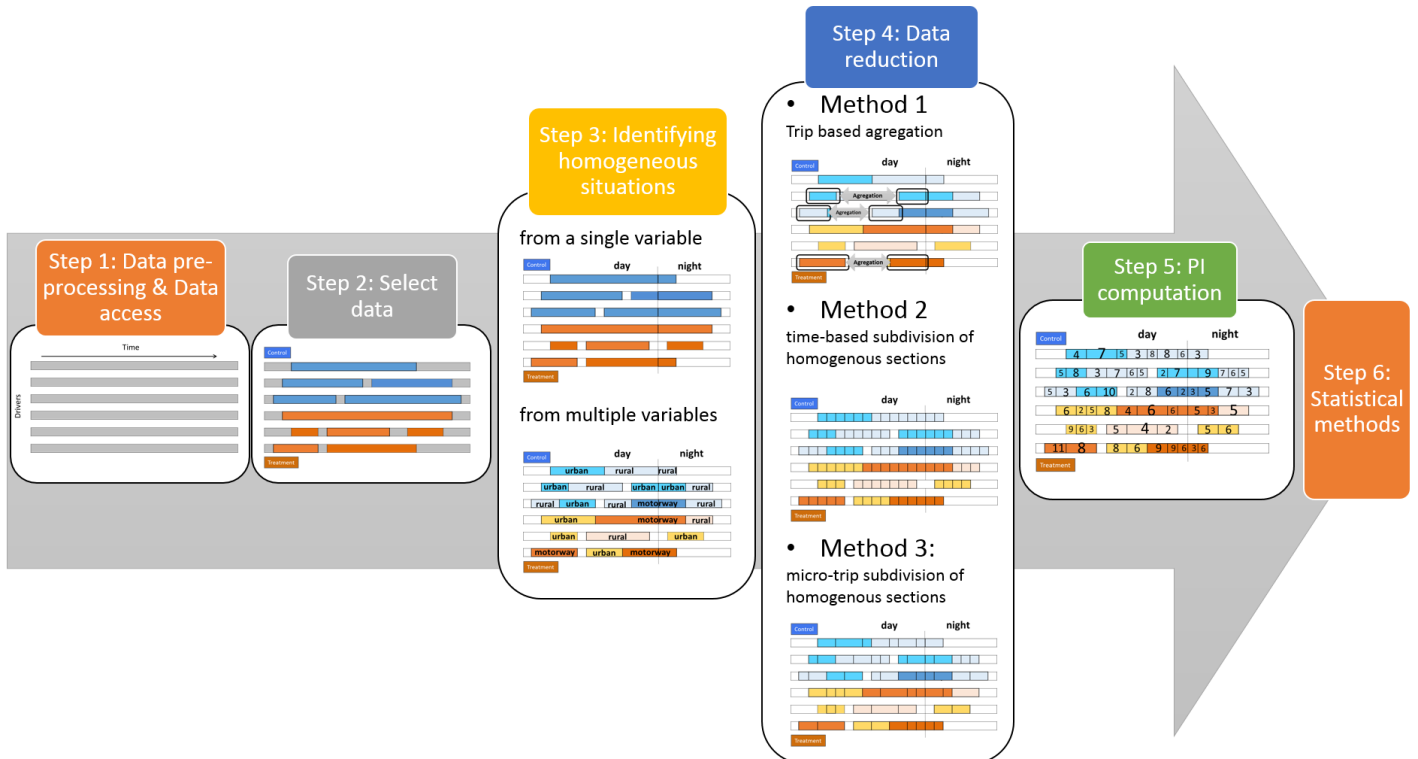 Step 1: Data pre-
processing & Data
access
Time
Drivers
Step 2: Select
data
Control
Treatment
Step 3: Identifying
homogeneous
situations
from a single variable
day night
Control
Treatment
from multiple variables
day night
Control
urban rural rural
urban rural urban urban rural
rural urban rural motorway rural
urban motorway rural
urban rural urban
motorway urban motorway
Treatment
Step 4: Data
reduction
• Method 1
Trip based agregation
day night
Control
Agregation
Agregation
Agregation
Treatment
• Method 2
time-based subdivision of
homogenous sections
day night
Control
Treatment
• Method 3:
micro-trip subdivision of
homogenous sections
day night
Control
Treatment
Step 5: PI
computation
day night
Control
4 7 5 3 8 8 6 3
5 8 3 7 6 5 2 7 9 7 6 5
5 3 6 10 2 8 6 2 3 5 7 3
6 2 5 8 4 6 6 5 3 5
9 6 3 5 4 2 5 6
11 8 8 6 9 9 6 3 6
Treatment
Step 6:
Statistical
methods